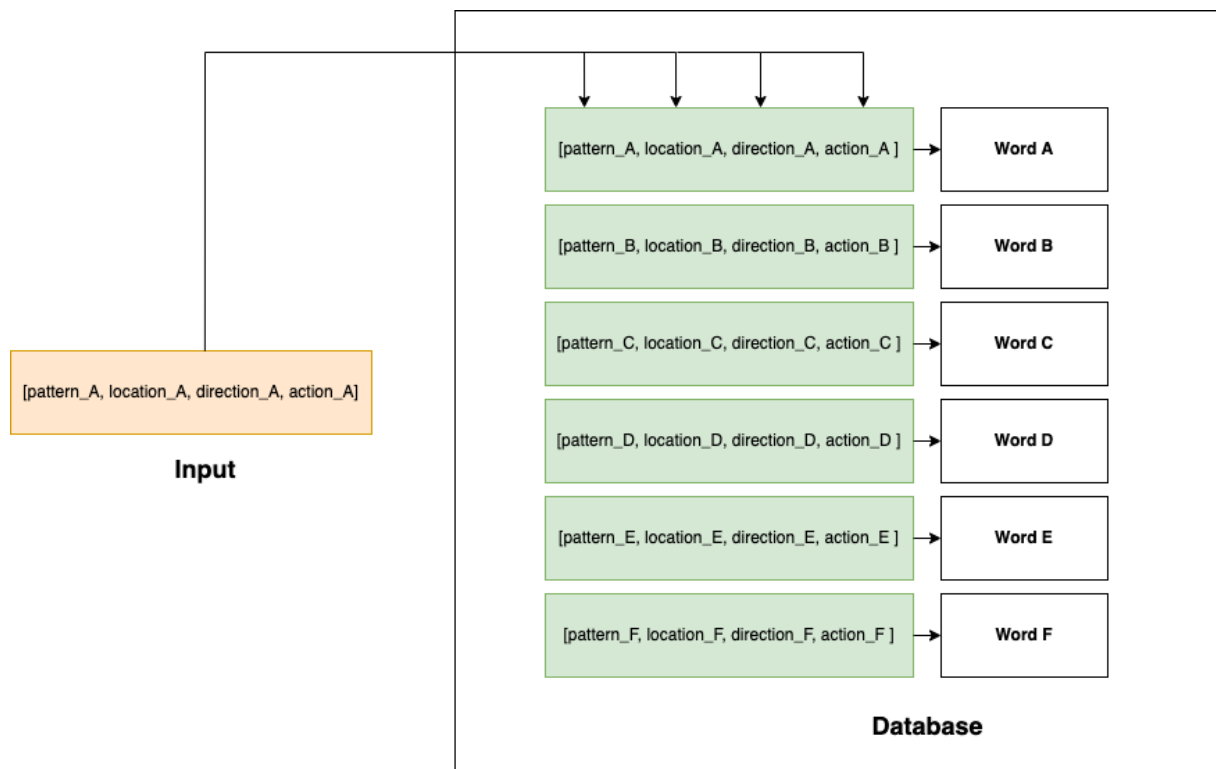 [pattern_A, location_A, direction_A, action_A ]
Word A
[pattern_B, location_B, direction_B, action_B ]
Word B
[pattern_C, location_C, direction_C, action_C ]
Word C
[pattern_A, location_A, direction_A, action_A]
Input
[pattern_D, location_D, direction_D, action_D ]
Word D
[pattern_E, location_E, direction_E, action_E ]
Word E
[pattern_F, location_F, direction_F, action_F ]
Word F
Database